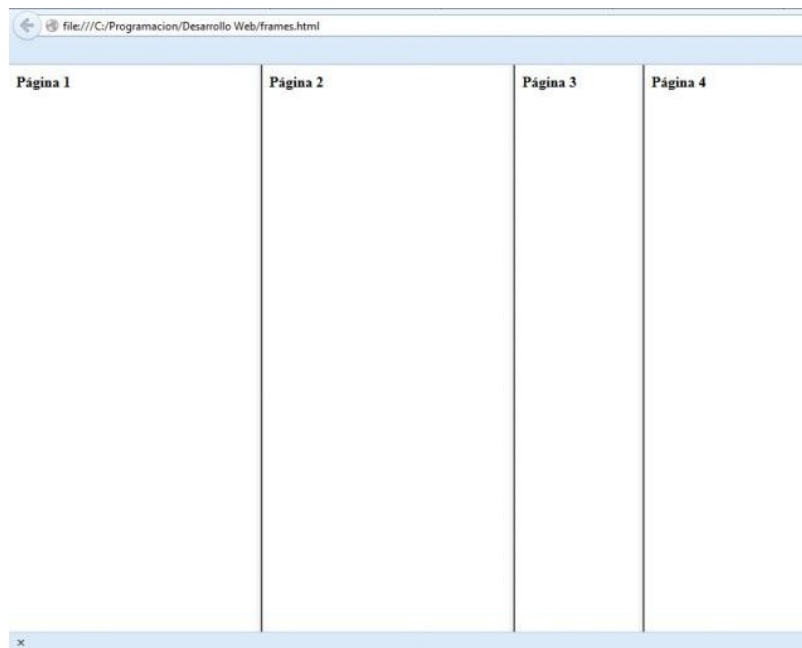 file:///C:/Programacion/Desarrollo Web/frames.html
Página 1
Página 2
Página 3
Página 4